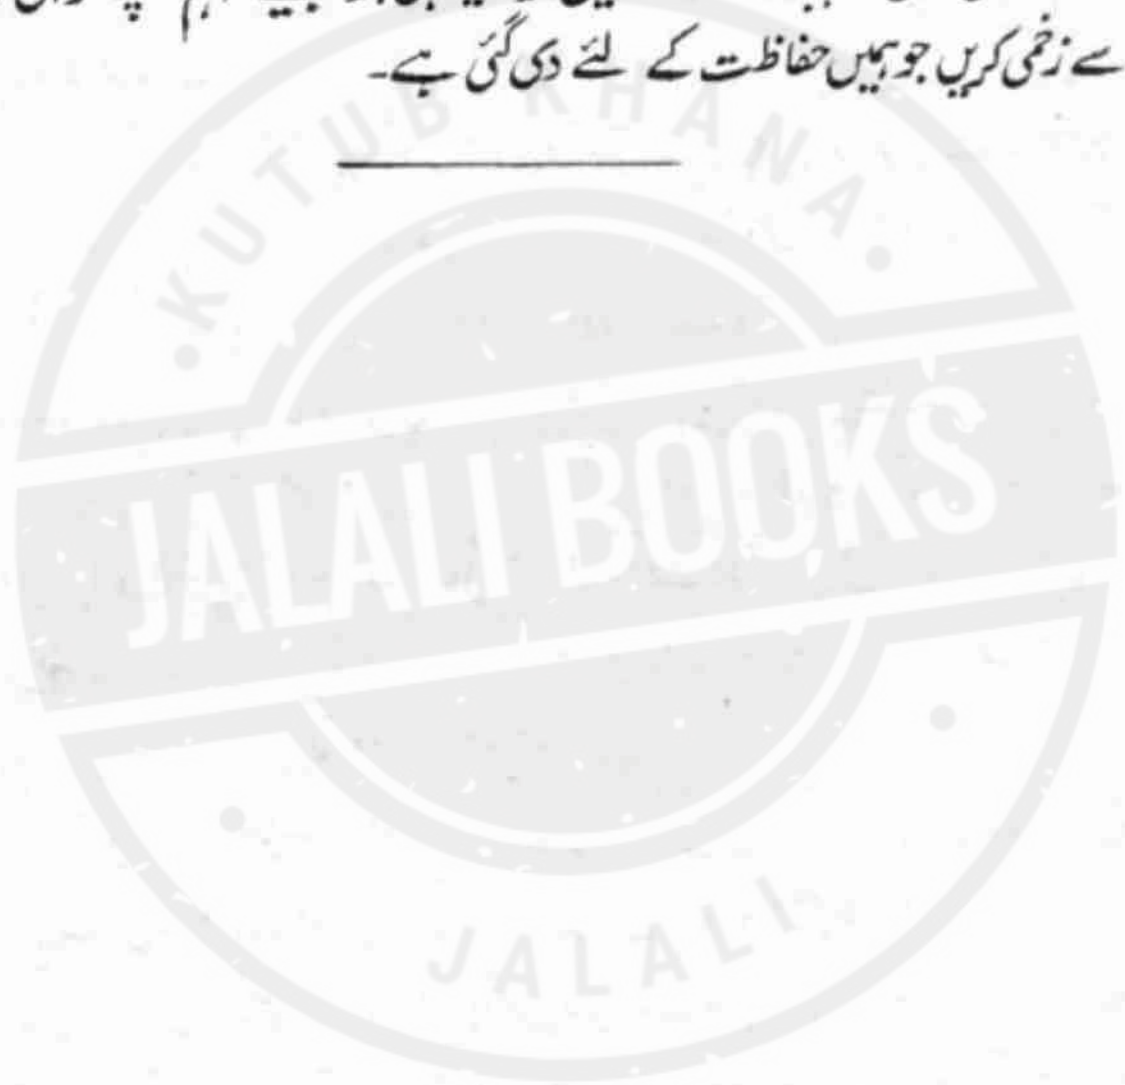 سے زخمی کریں جو ہمیں حفاظت کے لئے دی گئی ہے۔
KUTUB KHANA
JALALI BOOKS
JALALI